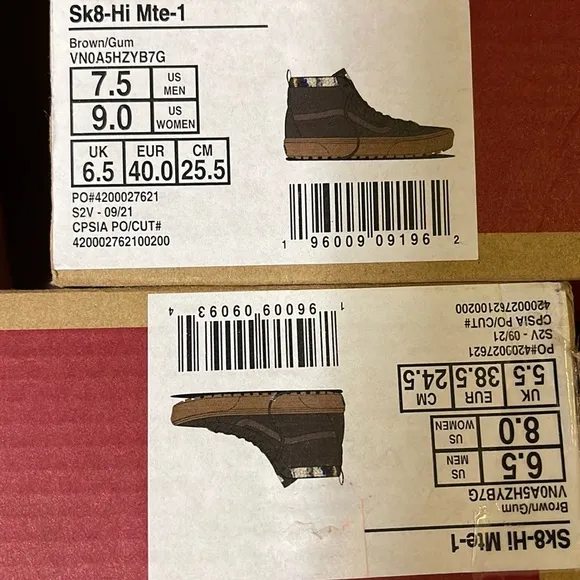 Sk8-Hi Mte-1
Brown/Gum
VN0A5HZYB7G
7.5 US MEN
9.0 US WOMEN
UK EUR CM
6.5 40.0 25.5
PO#4200027621
S2V - 09/21
CPSIA PO/CUT#
420002762100200
1 96009 09196 2
Sk8-Hi Mte-1
Brown/Gum
VN0A5HZYB7G
6.5 US MEN
8.0 US WOMEN
UK EUR CM
5.5 38.5 24.5
PO#4200027621
S2V - 09/21
CPSIA PO/CUT#
420002762100200
1 96009 09093 4